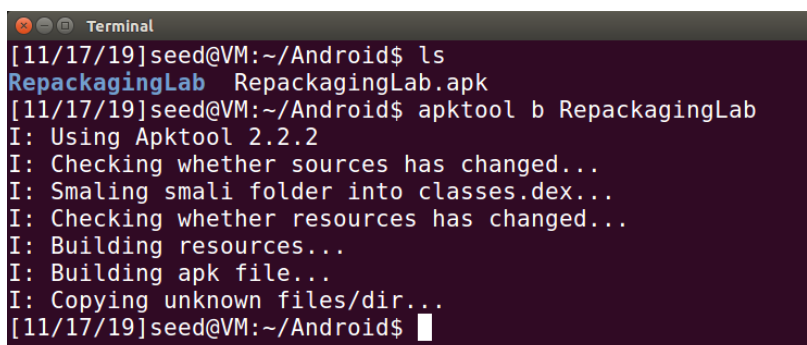 Terminal
[11/17/19]seed@VM:~/Android$ ls
RepackagingLab  RepackagingLab.apk
[11/17/19]seed@VM:~/Android$ apktool b RepackagingLab
I: Using Apktool 2.2.2
I: Checking whether sources has changed...
I: Smaling smali folder into classes.dex...
I: Checking whether resources has changed...
I: Building resources...
I: Building apk file...
I: Copying unknown files/dir...
[11/17/19]seed@VM:~/Android$